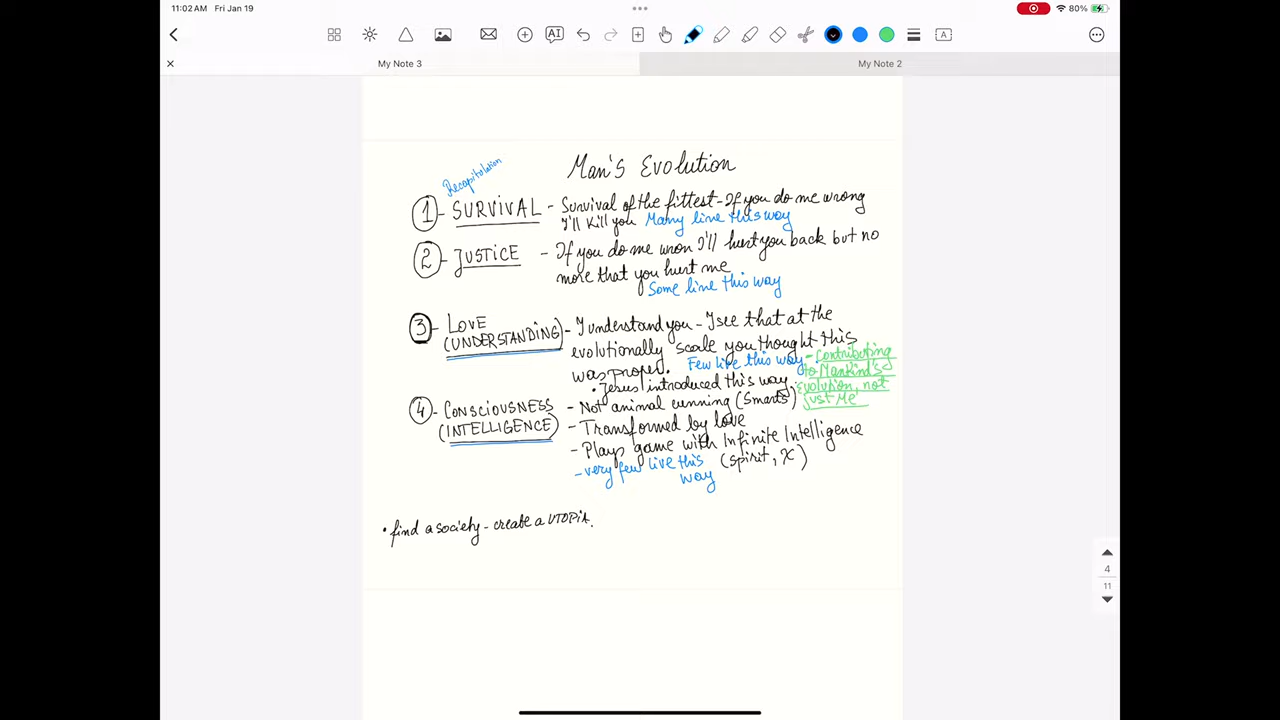 11:02 AM Fri Jan 19
80%
AI
A
My Note 3
My Note 2
Man's Evolution
Recapitulation
1 - SURVIVAL - Survival of the fittest - If you do me wrong
I'll kill you Many live this way
2 - JUSTICE - If you do me wron I'll hurt you back but no
more that you hurt me
Some live this way
3 - LOVE
(UNDERSTANDING) - I understand you - I see that at the
evolutionally scale you thought this
was proper. Few live this way
• Jesus introduced this way.
- Contributing
to Mankind's
Evolution, not
just Me
4 - CONSCIOUSNESS
(INTELLIGENCE) - Not animal cunning (Smarts)
- Transformed by love
- Plays game with Infinite Intelligence
(spirit, X)
- very few live this
way
• find a society - create a UTOPIA.
4
11